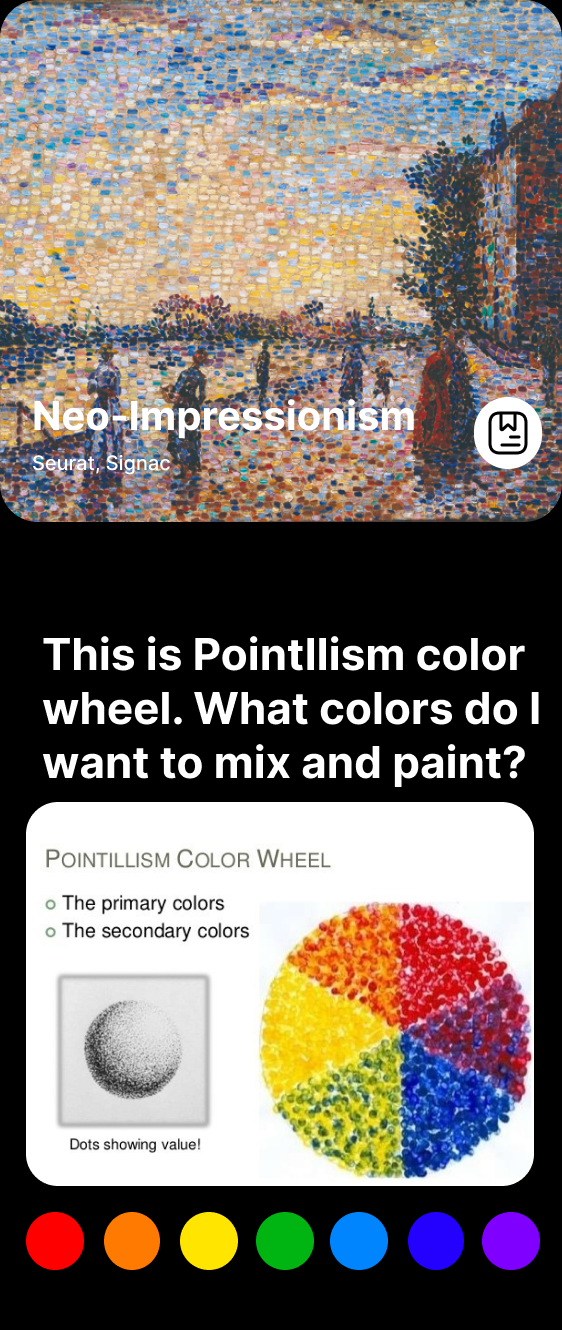 Neo-Impressionism
Seurat, Signac
This is Pointllism color
wheel. What colors do I
want to mix and paint?
POINTILLISM COLOR WHEEL
The primary colors
The secondary colors
Dots showing value!